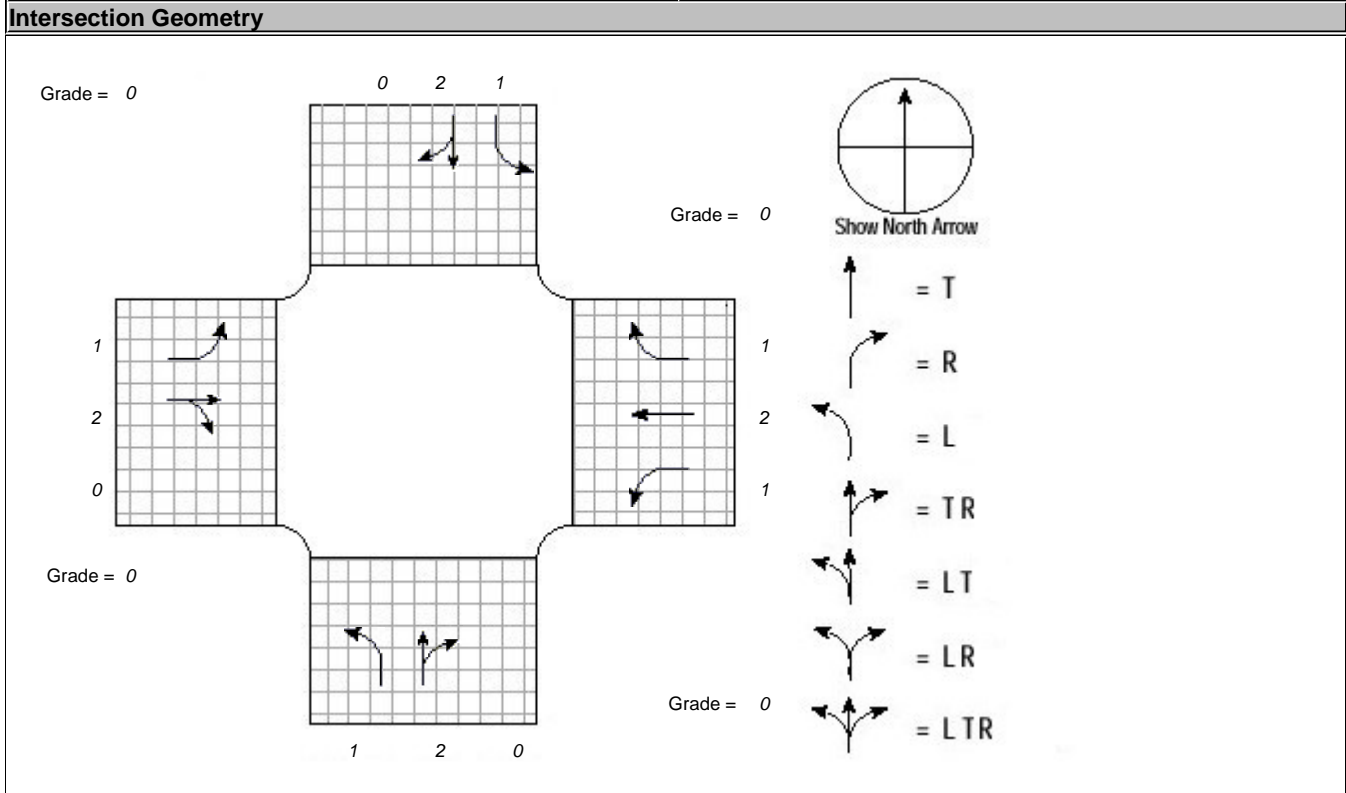 Intersection Geometry
Grade = 0
0 2 1
Grade = 0
Show North Arrow
= T
1
1
= R
2
2
= L
0
1
= TR
Grade = 0
= LT
= LR
Grade = 0
= LTR
1 2 0